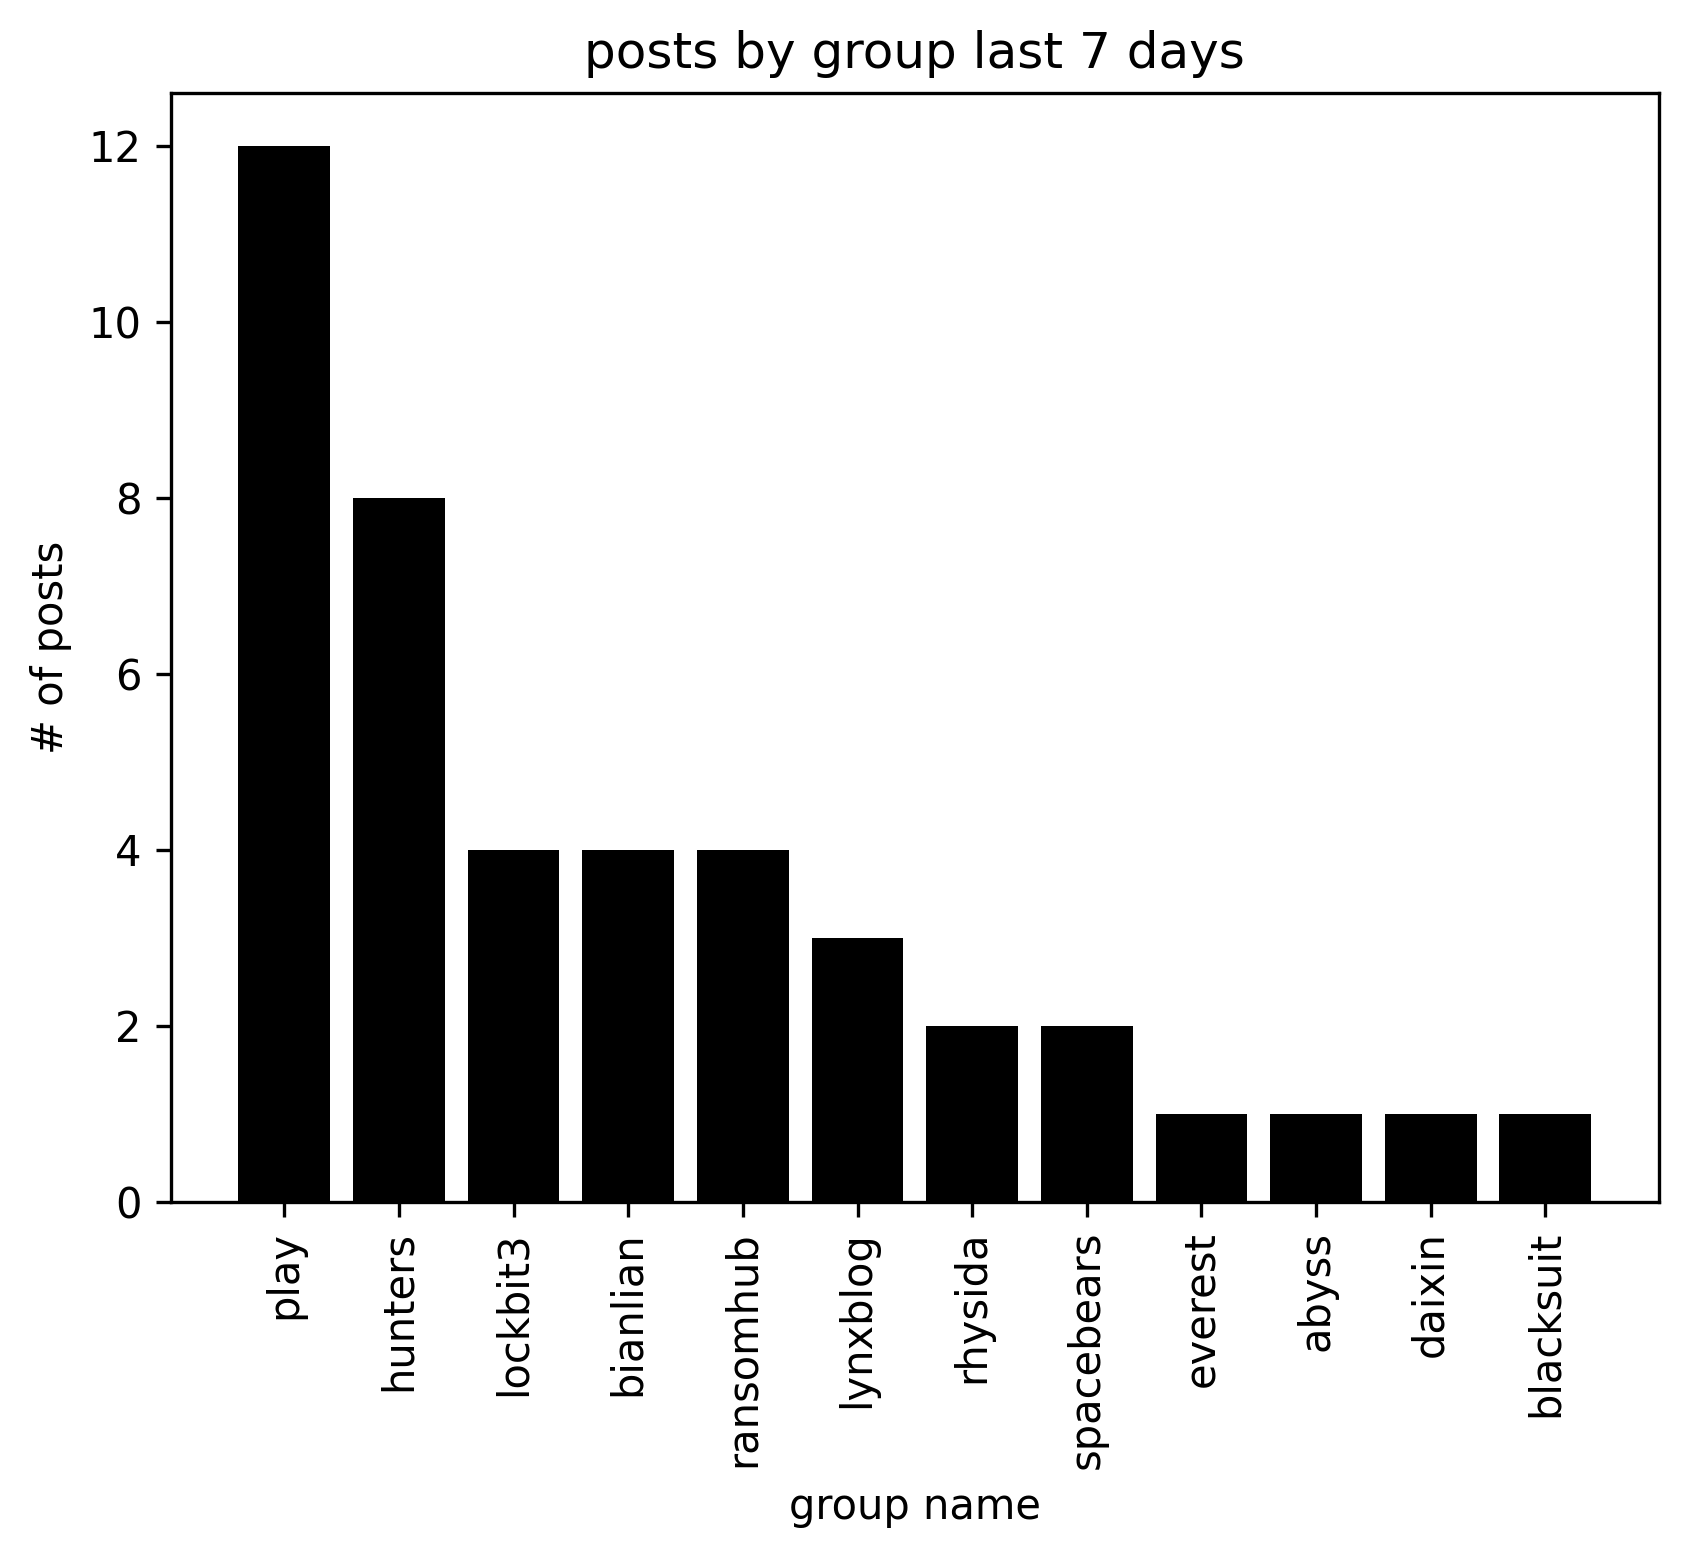 posts by group last 7 days
12
10
8
6
4
2
0
# of posts
play
hunters
lockbit3
bianlian
ransomhub
lynxblog
rhysida
spacebears
everest
abyss
daixin
blacksuit
group name